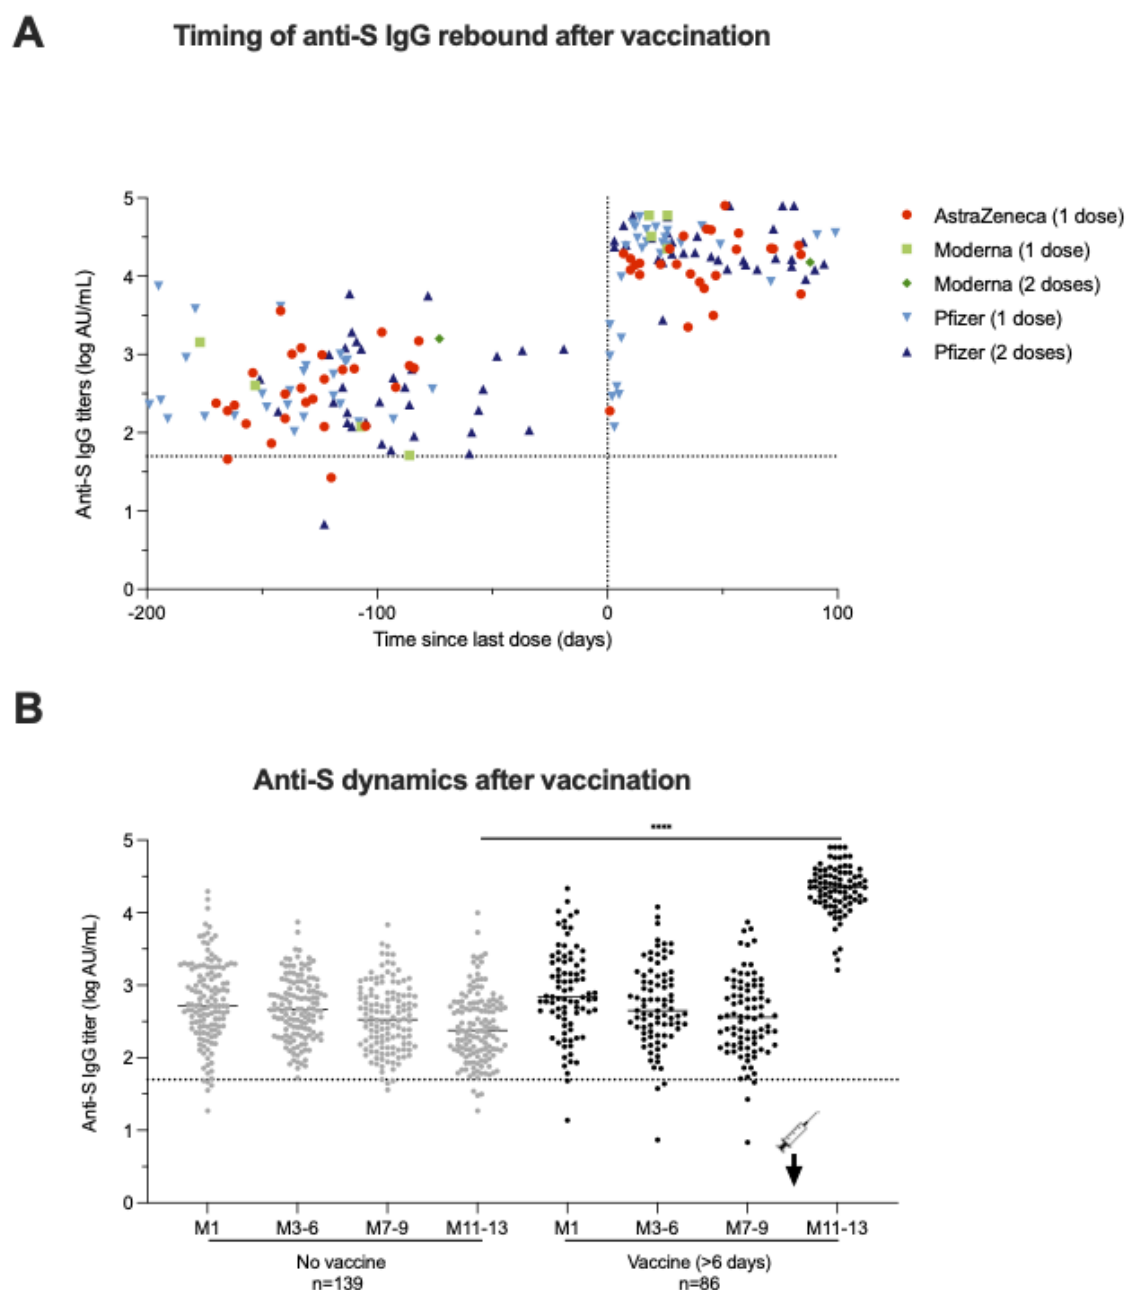 A
Timing of anti-S IgG rebound after vaccination
5
4
3
2
1
0
Anti-S IgG titers (log AU/mL)
-200
-100
0
100
Time since last dose (days)
AstraZeneca (1 dose)
Moderna (1 dose)
Moderna (2 doses)
Pfizer (1 dose)
Pfizer (2 doses)
B
Anti-S dynamics after vaccination
****
5
4
3
2
1
0
Anti-S IgG titer (log AU/mL)
M1
M3-6
M7-9
M11-13
M1
M3-6
M7-9
M11-13
No vaccine
n=139
Vaccine (>6 days)
n=86